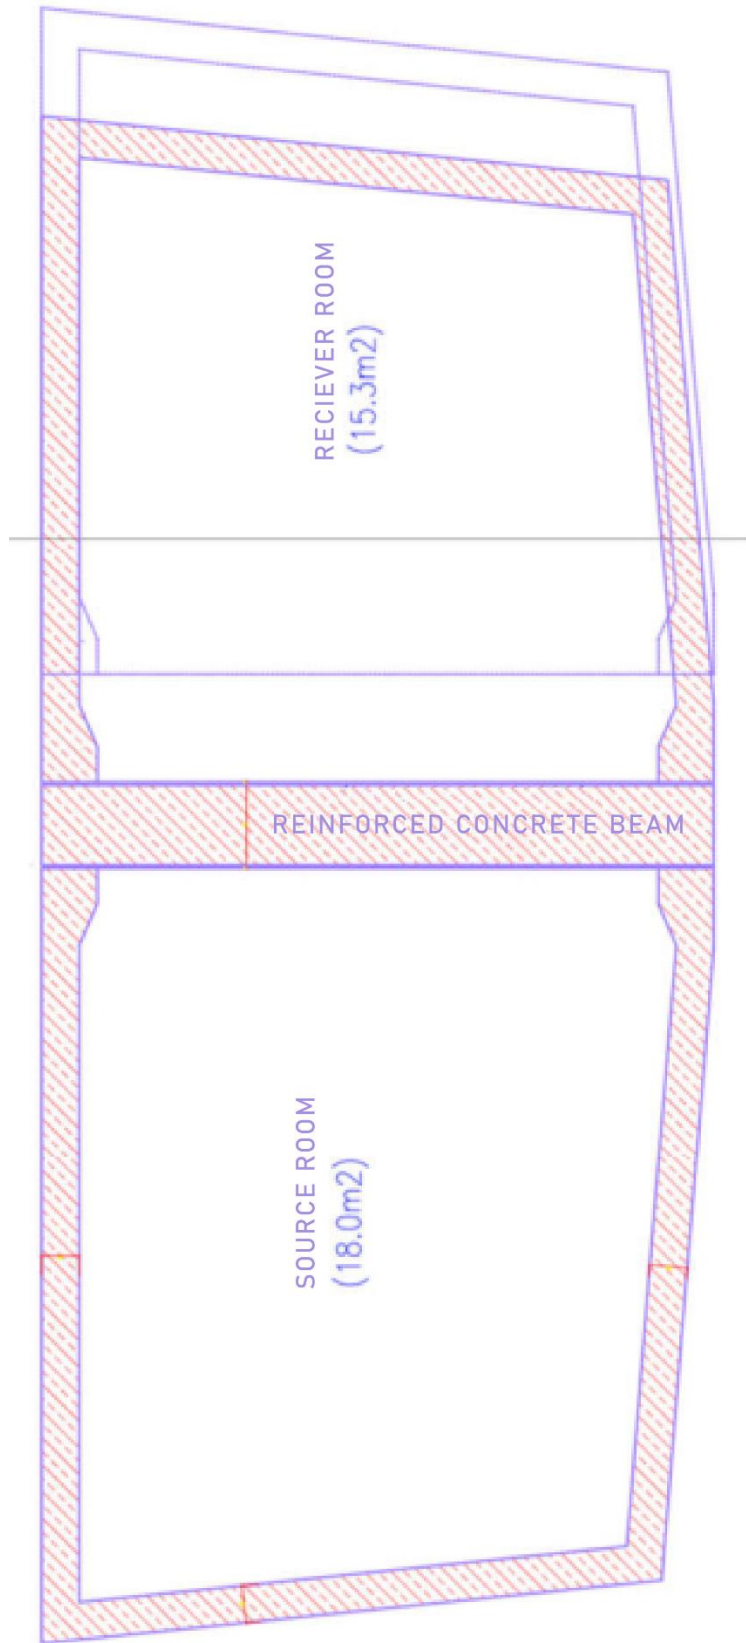 RECIEVER ROOM
(15.3m2)
REINFORCED CONCRETE BEAM
SOURCE ROOM
(18.0m2)